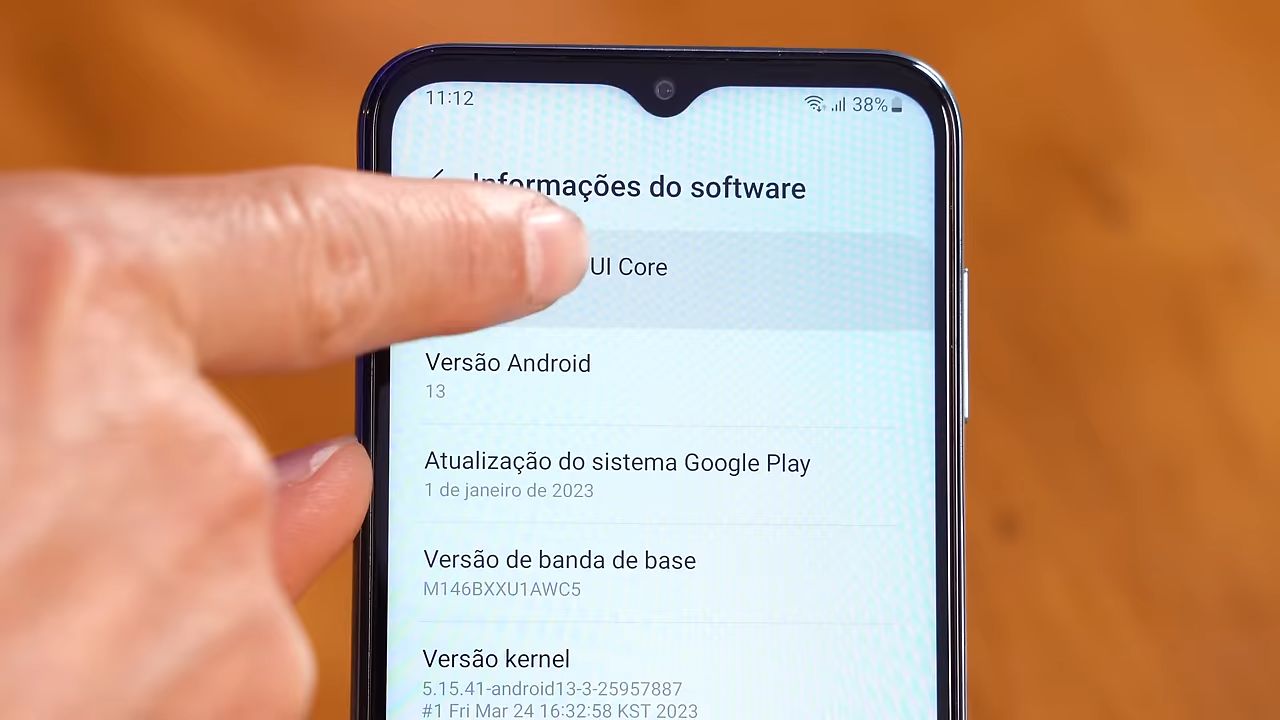 11:12
38%
Informações do software
UI Core
Versão Android
13
Atualização do sistema Google Play
1 de janeiro de 2023
Versão de banda de base
M146BXXU1AWC5
Versão kernel
5.15.41-android13-3-25957887
#1 Fri Mar 24 16:32:58 KST 2023